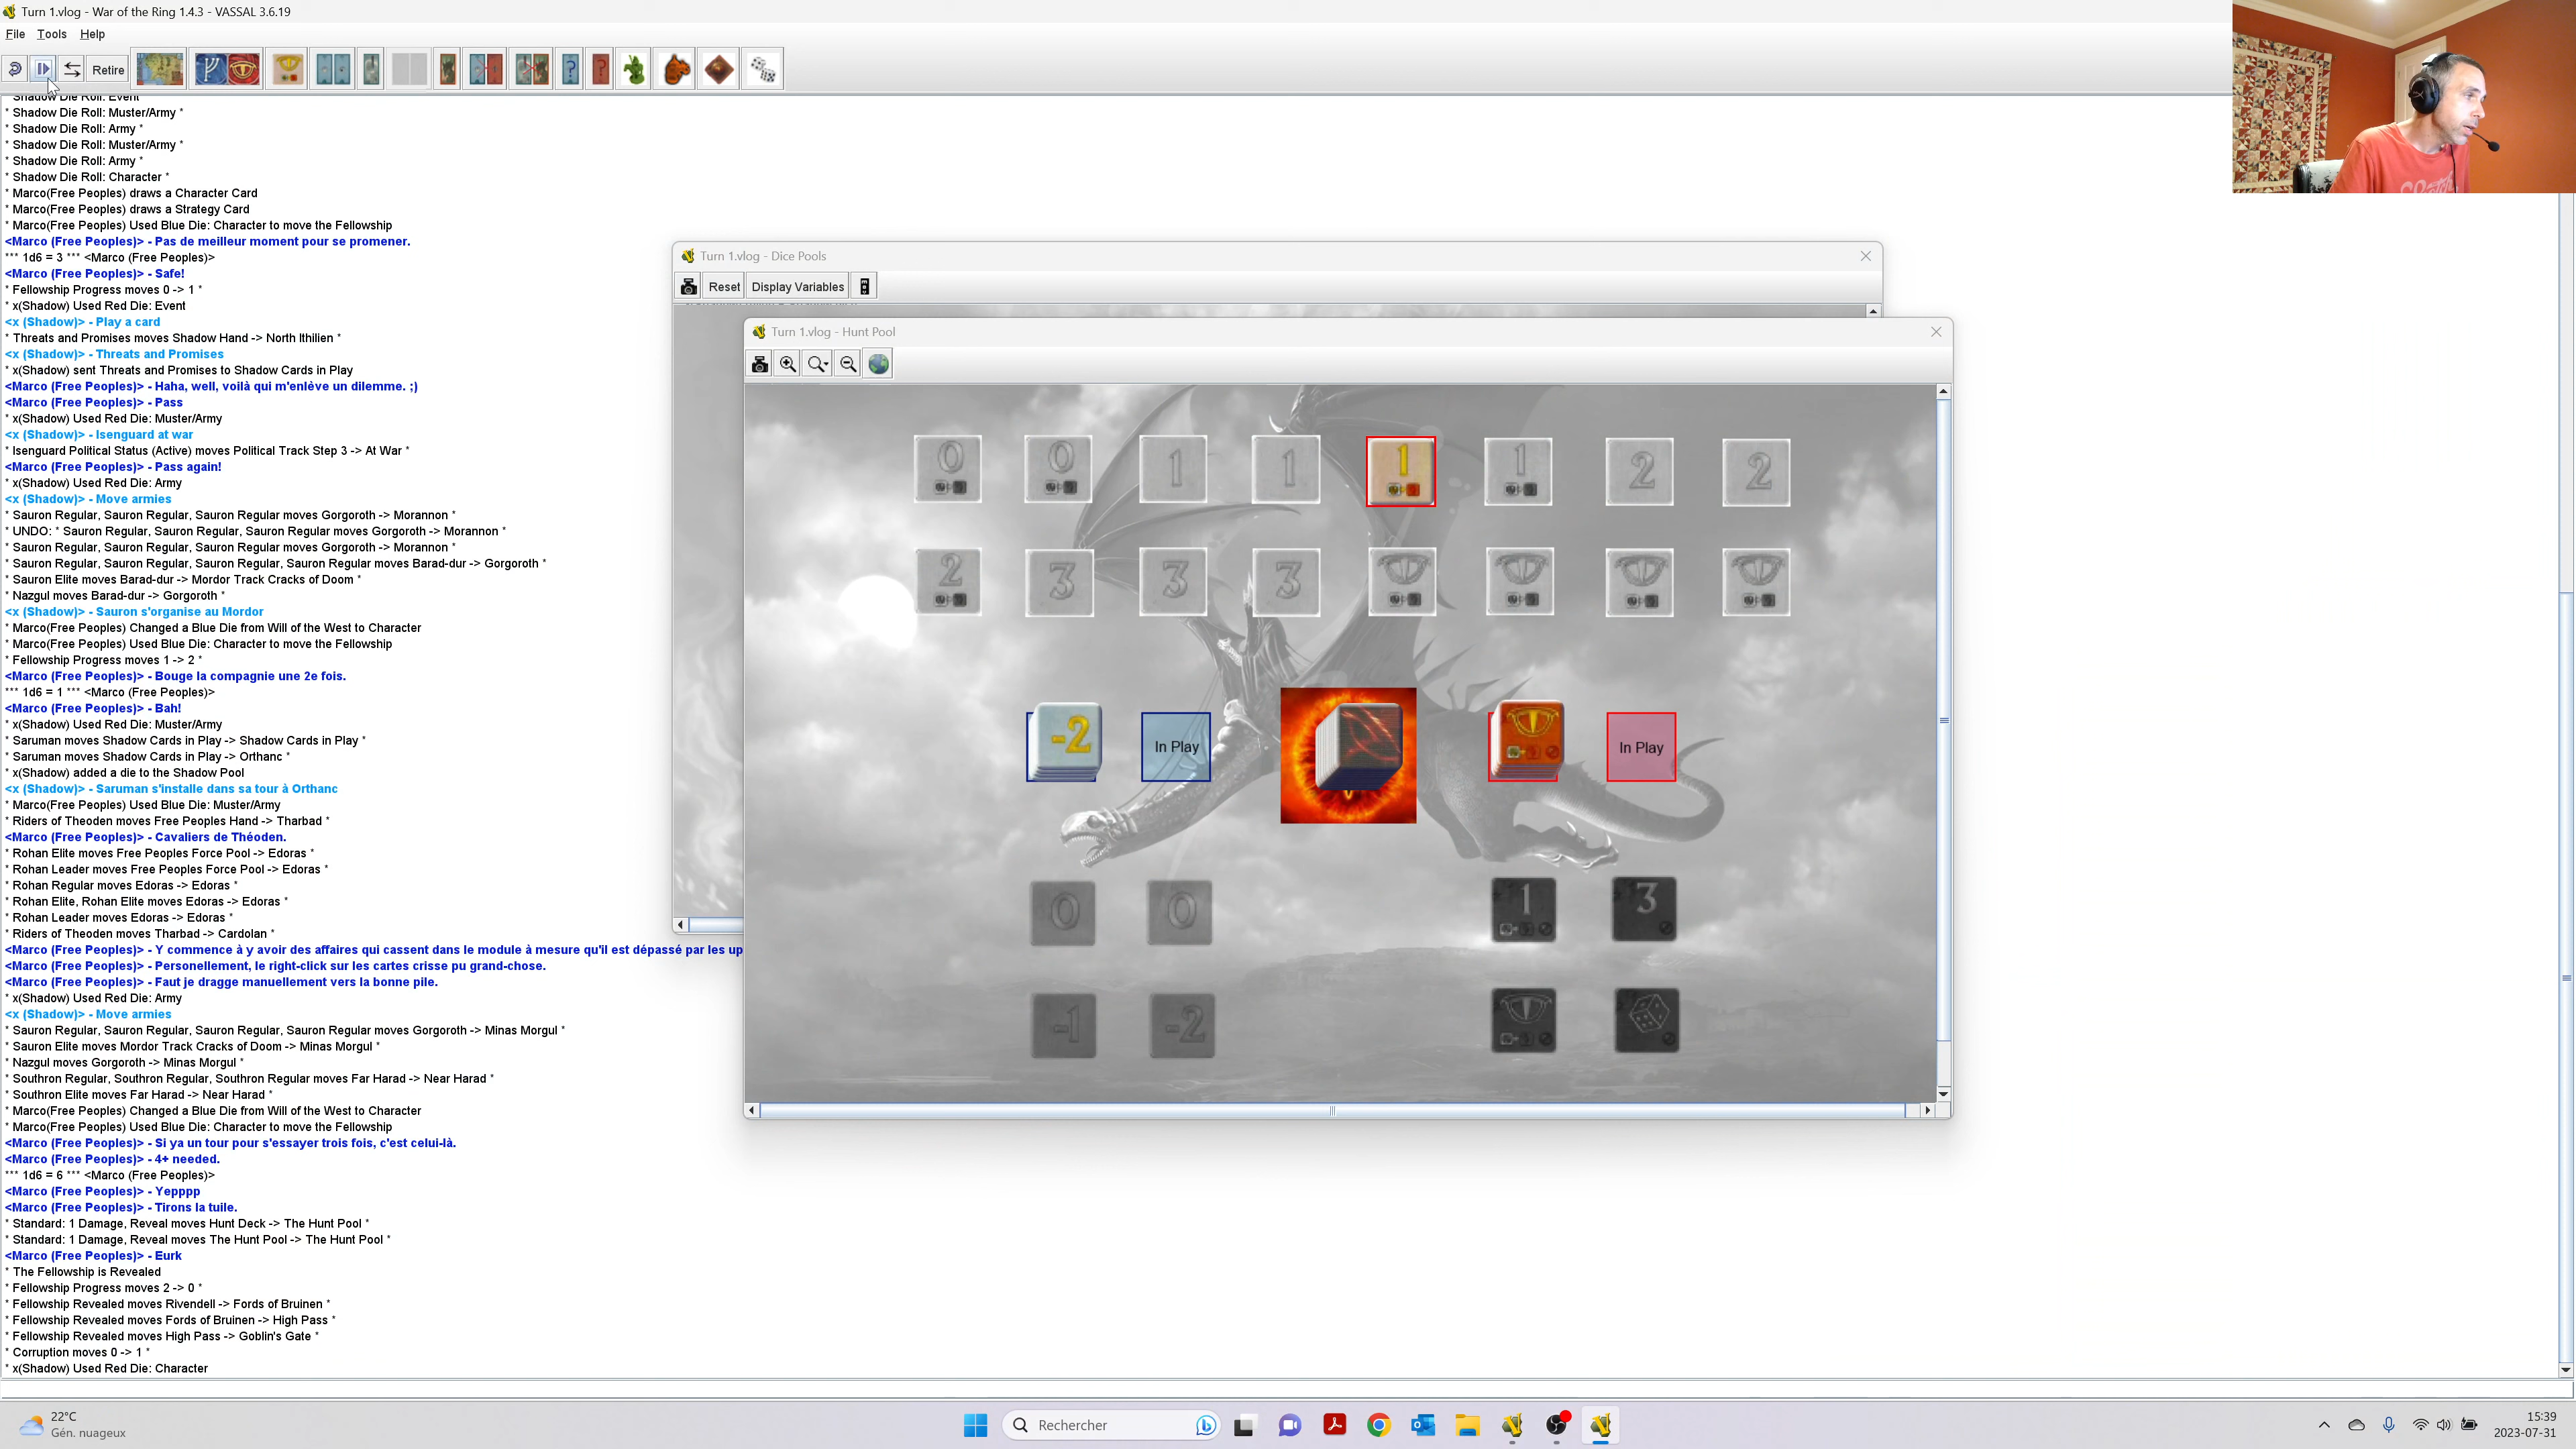 Turn 1.vlog - War of the Ring 1.4.3 - VASSAL 3.6.19
File Tools Help
Retire
* Shadow Die Roll: Event
* Shadow Die Roll: Muster/Army *
* Shadow Die Roll: Army *
* Shadow Die Roll: Muster/Army *
* Shadow Die Roll: Army *
* Shadow Die Roll: Character *
* Marco(Free Peoples) draws a Character Card
* Marco(Free Peoples) draws a Strategy Card
* Marco(Free Peoples) Used Blue Die: Character to move the Fellowship
<Marco (Free Peoples)> - Pas de meilleur moment pour se promener.
*** 1d6 = 3 *** <Marco (Free Peoples)>
<Marco (Free Peoples)> - Safe!
* Fellowship Progress moves 0 -> 1 *
* x(Shadow) Used Red Die: Event
<x (Shadow)> - Play a card
* Threats and Promises moves Shadow Hand -> North Ithilien *
<x (Shadow)> - Threats and Promises
* x(Shadow) sent Threats and Promises to Shadow Cards in Play
<Marco (Free Peoples)> - Haha, well, voilà qui m'enlève un dilemme. ;)
<Marco (Free Peoples)> - Pass
* x(Shadow) Used Red Die: Muster/Army
<x (Shadow)> - Isenguard at war
* Isenguard Political Status (Active) moves Political Track Step 3 -> At War *
<Marco (Free Peoples)> - Pass again!
* x(Shadow) Used Red Die: Army
<x (Shadow)> - Move armies
* Sauron Regular, Sauron Regular, Sauron Regular moves Gorgoroth -> Morannon *
* UNDO: * Sauron Regular, Sauron Regular, Sauron Regular moves Gorgoroth -> Morannon *
* Sauron Regular, Sauron Regular, Sauron Regular moves Gorgoroth -> Morannon *
* Sauron Regular, Sauron Regular, Sauron Regular, Sauron Regular moves Barad-dur -> Gorgoroth *
* Sauron Elite moves Barad-dur -> Mordor Track Cracks of Doom *
* Nazgul moves Barad-dur -> Gorgoroth *
<x (Shadow)> - Sauron s'organise au Mordor
* Marco(Free Peoples) Changed a Blue Die from Will of the West to Character
* Marco(Free Peoples) Used Blue Die: Character to move the Fellowship
* Fellowship Progress moves 1 -> 2 *
<Marco (Free Peoples)> - Bouge la compagnie une 2e fois.
*** 1d6 = 1 *** <Marco (Free Peoples)>
<Marco (Free Peoples)> - Bah!
* x(Shadow) Used Red Die: Muster/Army
* Saruman moves Shadow Cards in Play -> Shadow Cards in Play *
* Saruman moves Shadow Cards in Play -> Orthanc *
* x(Shadow) added a die to the Shadow Pool
<x (Shadow)> - Saruman s'installe dans sa tour à Orthanc
* Marco(Free Peoples) Used Blue Die: Muster/Army
* Riders of Theoden moves Free Peoples Hand -> Tharbad *
<Marco (Free Peoples)> - Cavaliers de Théoden.
* Rohan Elite moves Free Peoples Force Pool -> Edoras *
* Rohan Leader moves Free Peoples Force Pool -> Edoras *
* Rohan Regular moves Edoras -> Edoras *
* Rohan Elite, Rohan Elite moves Edoras -> Edoras *
* Rohan Leader moves Edoras -> Edoras *
* Riders of Theoden moves Tharbad -> Cardolan *
<Marco (Free Peoples)> - Y commence à y avoir des affaires qui cassent dans le module à mesure qu'il est dépassé par les up
<Marco (Free Peoples)> - Personellement, le right-click sur les cartes crisse pu grand-chose.
<Marco (Free Peoples)> - Faut je dragge manuellement vers la bonne pile.
* x(Shadow) Used Red Die: Army
<x (Shadow)> - Move armies
* Sauron Regular, Sauron Regular, Sauron Regular, Sauron Regular moves Gorgoroth -> Minas Morgul *
* Sauron Elite moves Mordor Track Cracks of Doom -> Minas Morgul *
* Nazgul moves Gorgoroth -> Minas Morgul *
* Southron Regular, Southron Regular, Southron Regular moves Far Harad -> Near Harad *
* Southron Elite moves Far Harad -> Near Harad *
* Marco(Free Peoples) Changed a Blue Die from Will of the West to Character
* Marco(Free Peoples) Used Blue Die: Character to move the Fellowship
<Marco (Free Peoples)> - Si ya un tour pour s'essayer trois fois, c'est celui-là.
<Marco (Free Peoples)> - 4+ needed.
*** 1d6 = 6 *** <Marco (Free Peoples)>
<Marco (Free Peoples)> - Yepppp
<Marco (Free Peoples)> - Tirons la tuile.
* Standard: 1 Damage, Reveal moves Hunt Deck -> The Hunt Pool *
* Standard: 1 Damage, Reveal moves The Hunt Pool -> The Hunt Pool *
<Marco (Free Peoples)> - Eurk
* The Fellowship is Revealed
* Fellowship Progress moves 2 -> 0 *
* Fellowship Revealed moves Rivendell -> Fords of Bruinen *
* Fellowship Revealed moves Fords of Bruinen -> High Pass *
* Fellowship Revealed moves High Pass -> Goblin's Gate *
* Corruption moves 0 -> 1 *
* x(Shadow) Used Red Die: Character
Turn 1.vlog - Dice Pools
Reset Display Variables
Turn 1.vlog - Hunt Pool
0 0 1 1 1 1 2 2
2 3 3 3
-2 In Play In Play
0 0 1 3
-1 -2
22°C
Gén. nuageux
Rechercher
15:39
2023-07-31